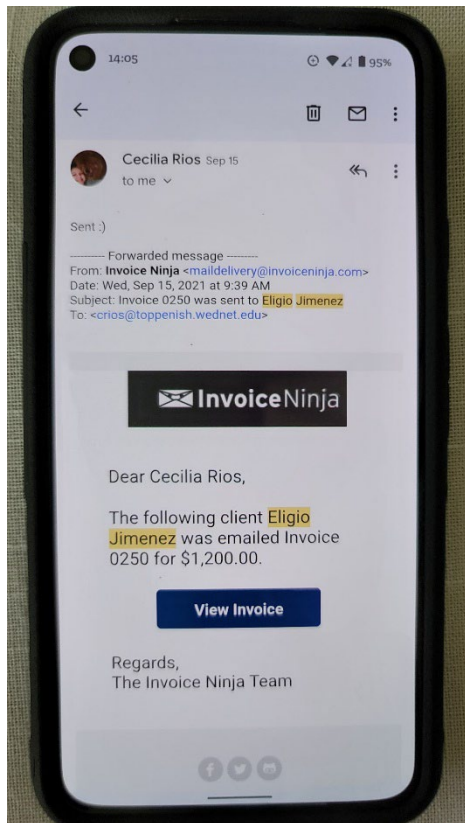 14:05
95%
Cecilia Rios Sep 15
to me
Sent :)
---------- Forwarded message ---------
From: Invoice Ninja <maildelivery@invoiceninja.com>
Date: Wed, Sep 15, 2021 at 9:39 AM
Subject: Invoice 0250 was sent to Eligio Jimenez
To: <crios@toppenish.wednet.edu>
InvoiceNinja
Dear Cecilia Rios,
The following client Eligio
Jimenez was emailed Invoice
0250 for $1,200.00.
View Invoice
Regards,
The Invoice Ninja Team